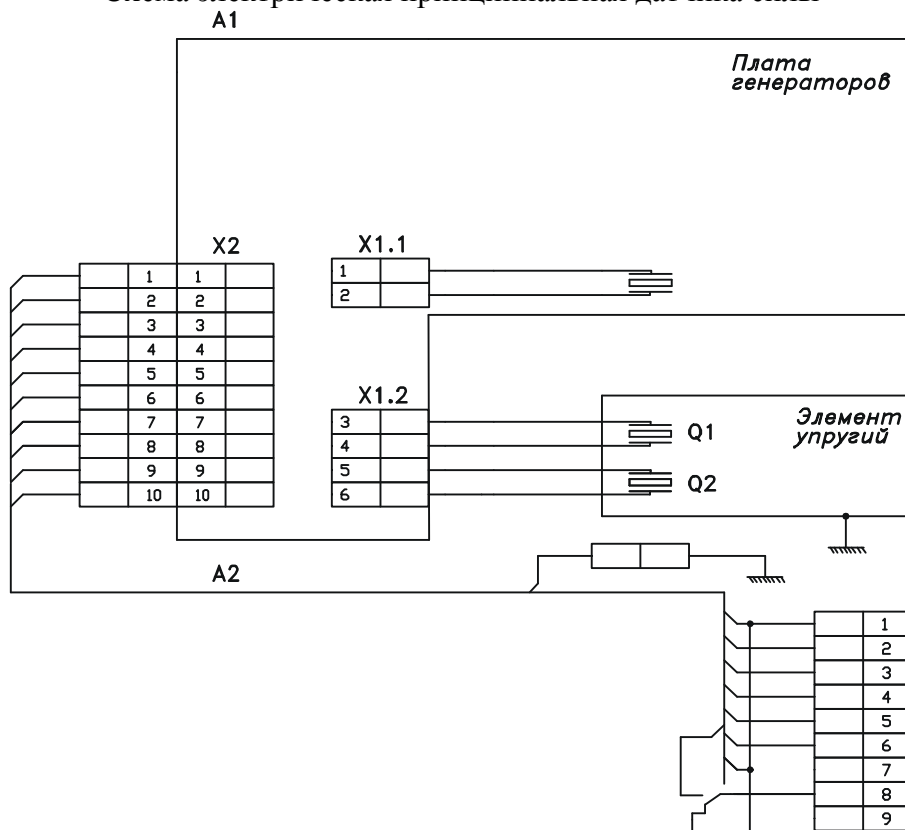 Схема электрическая принципиальная датчика силы
A1
Плата
генераторов
X2
X1.1
1 1
2 2
3 3
4 4
5 5
6 6
7 7
8 8
9 9
10 10
1
2
X1.2
3
4
5
6
Q1
Q2
Элемент
упругий
A2
1
2
3
4
5
6
7
8
9